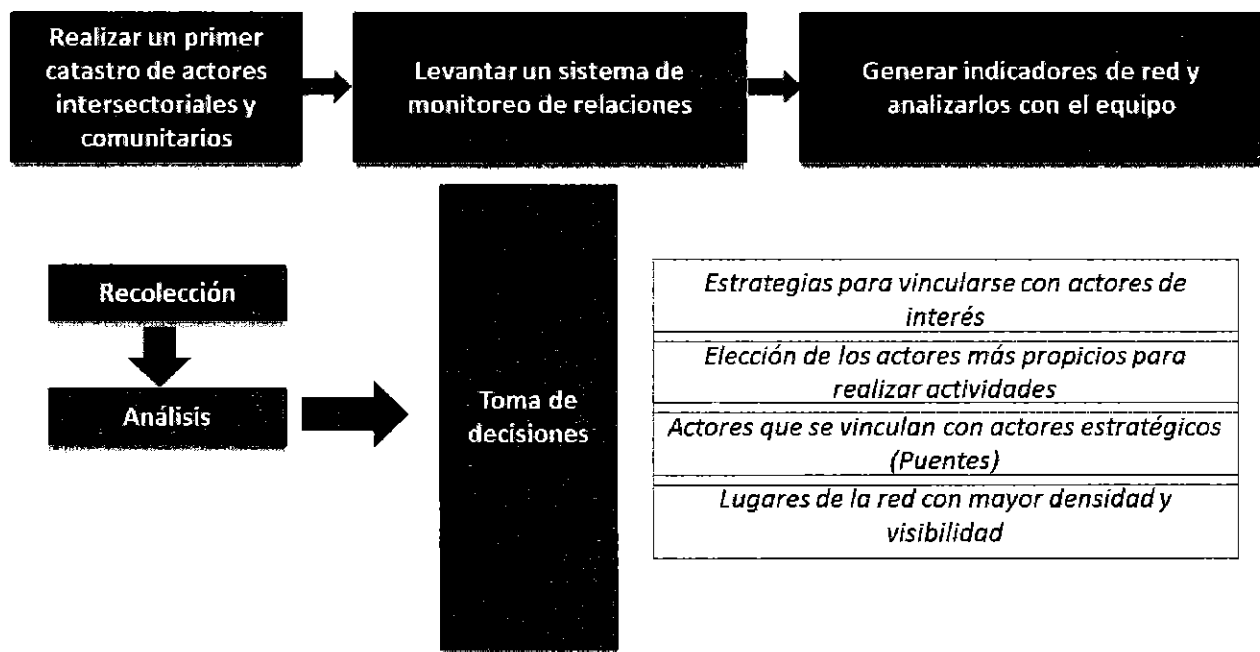 Realizar un primer
catastro de actores
intersectoriales y
comunitarios
Levantar un sistema de
monitoreo de relaciones
Generar indicadores de red y
analizarlos con el equipo
Recolección
Análisis
Toma de
decisiones
Estrategias para vincularse con actores de
interés
Elección de los actores más propicios para
realizar actividades
Actores que se vinculan con actores estratégicos
(Puentes)
Lugares de la red con mayor densidad y
visibilidad